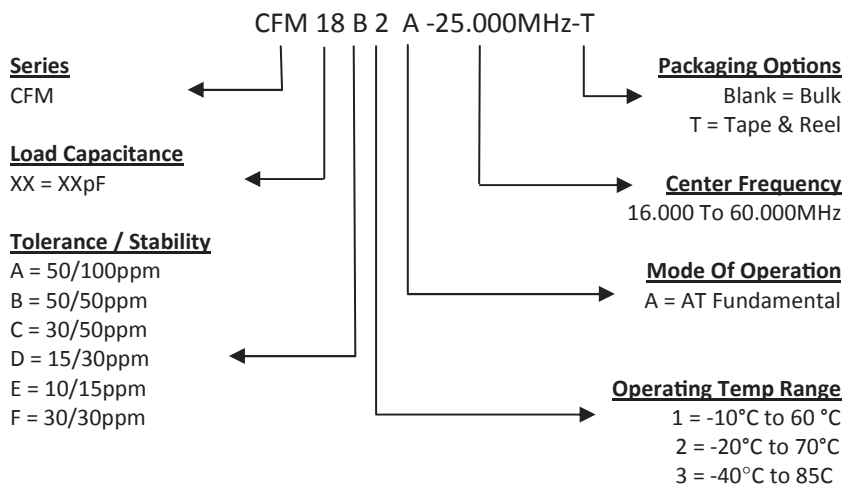 CFM 18 B 2 A -25.000MHz-T
Series
CFM
Load Capacitance
XX = XXpF
Tolerance / Stability
A = 50/100ppm
B = 50/50ppm
C = 30/50ppm
D = 15/30ppm
E = 10/15ppm
F = 30/30ppm
Packaging Options
Blank = Bulk
T = Tape & Reel
Center Frequency
16.000 To 60.000MHz
Mode Of Operation
A = AT Fundamental
Operating Temp Range
1 = -10°C to 60 °C
2 = -20°C to 70°C
3 = -40°C to 85C